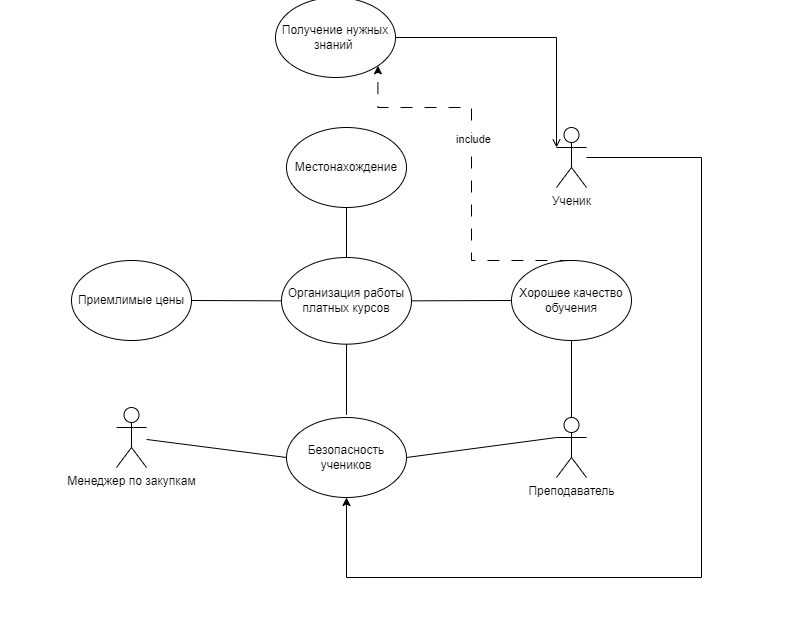 Получение нужных
знаний
include
Местонахождение
Ученик
Приемлимые цены
Организация работы
платных курсов
Хорошее качество
обучения
Безопасность
учеников
Менеджер по закупкам
Преподаватель